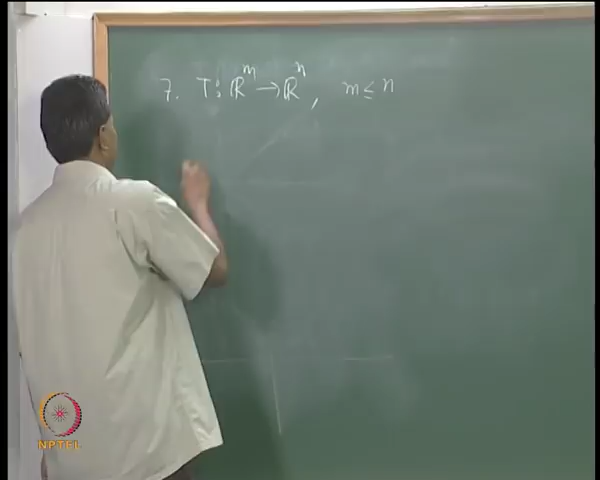 7. T: ℝ^m → ℝ^n, m ≤ n
NPTEL